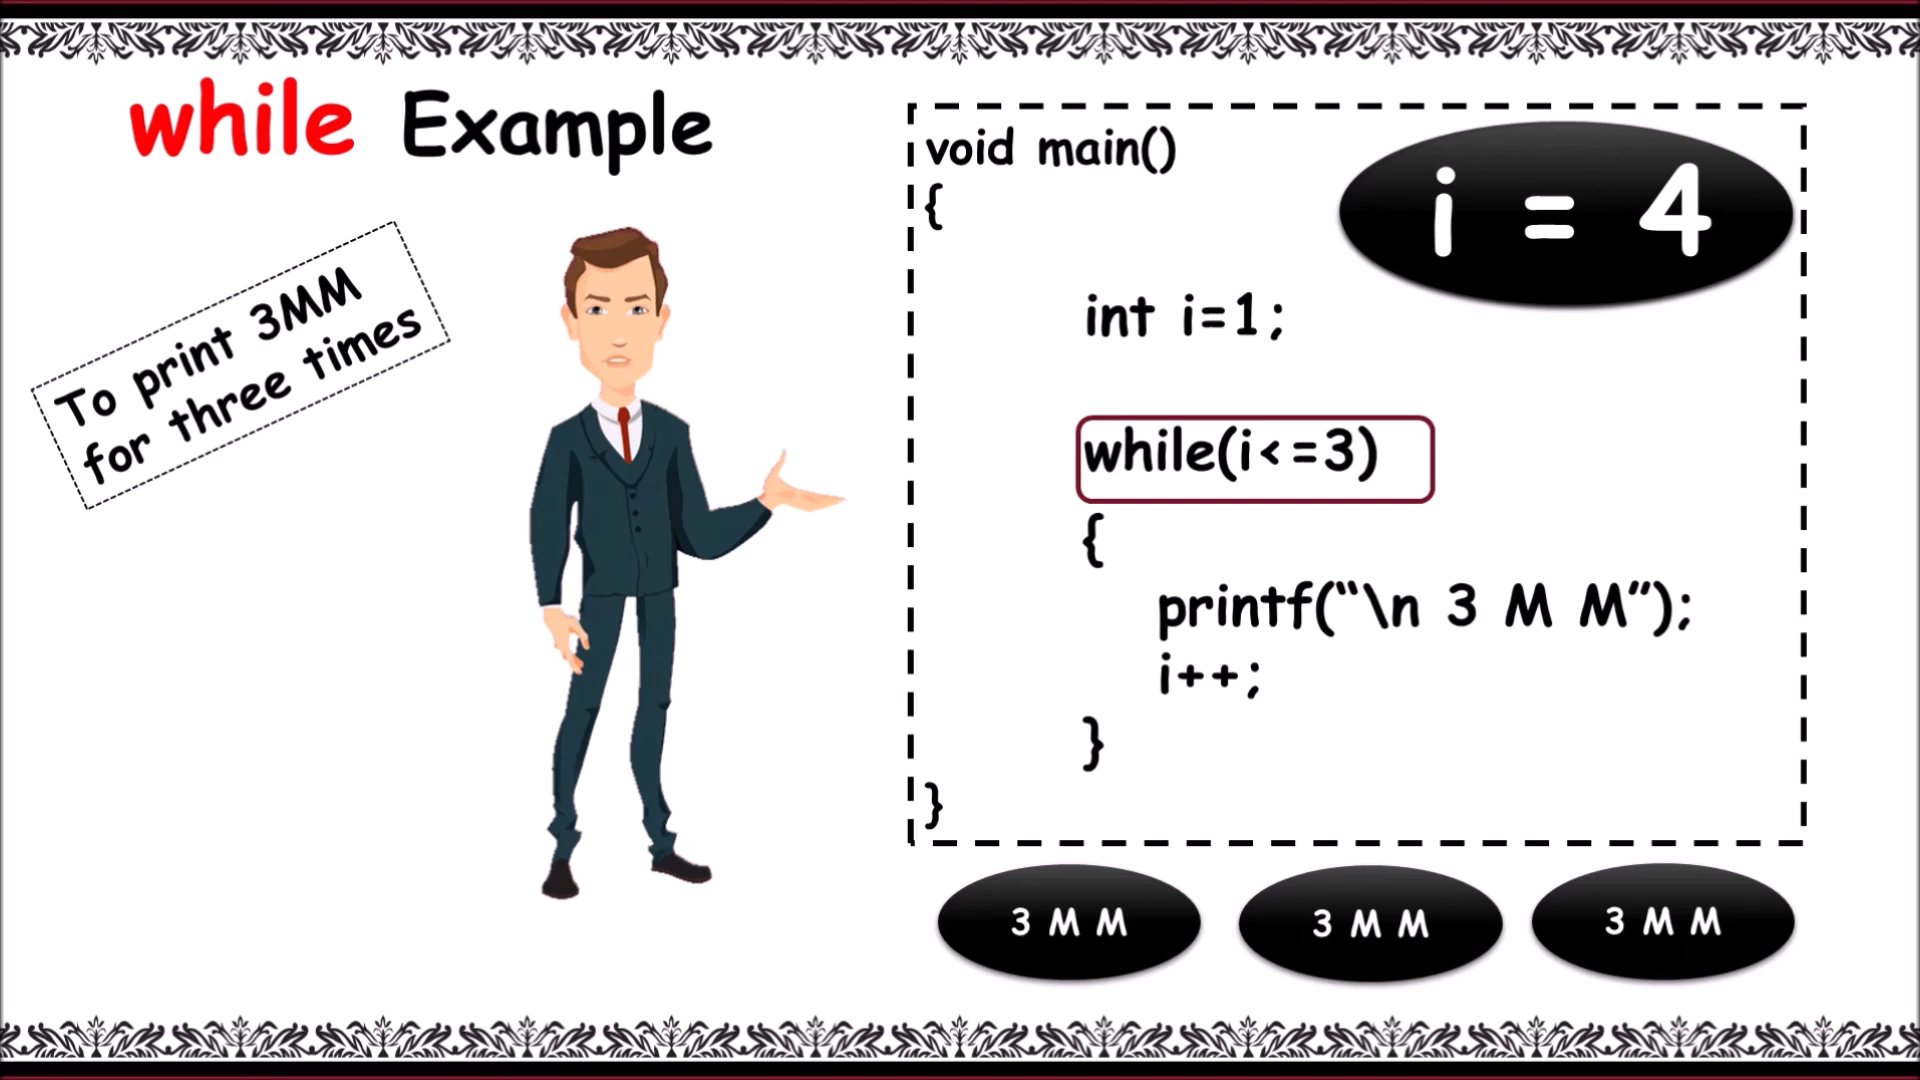 while Example
To print 3MM
for three times
void main()
{
int i=1;
while(i<=3)
{
printf(“\n 3 M M”);
i++;
}
}
i = 4
3 M M
3 M M
3 M M